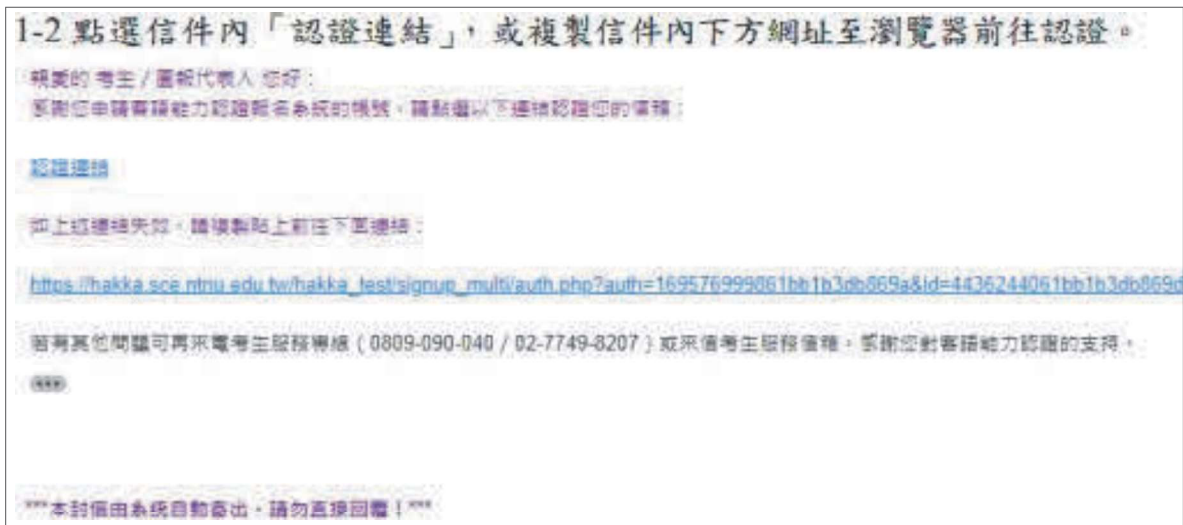 1-2 點選信件內「認證連結」，或複製信件內下方網址至瀏覽器前往認證。
親愛的 考生 / 團報代表人 您好：
感謝您申請客語能力認證報名系統的帳號，請點選以下連結認證您的信箱：
認證連結
如上述連結失效，請複製貼上前往下面連結：
https://hakka.sce.ntnu.edu.tw/hakka_test/signup_multi/auth.php?auth=169576999861bb1b3db869a&id=4436244061bb1b3db869d
若有其他問題可再來電考生服務專線（0809-090-040 / 02-7749-8207）或來信考生服務信箱，感謝您對客語能力認證的支持。
***本封信由系統自動寄出，請勿直接回覆！***